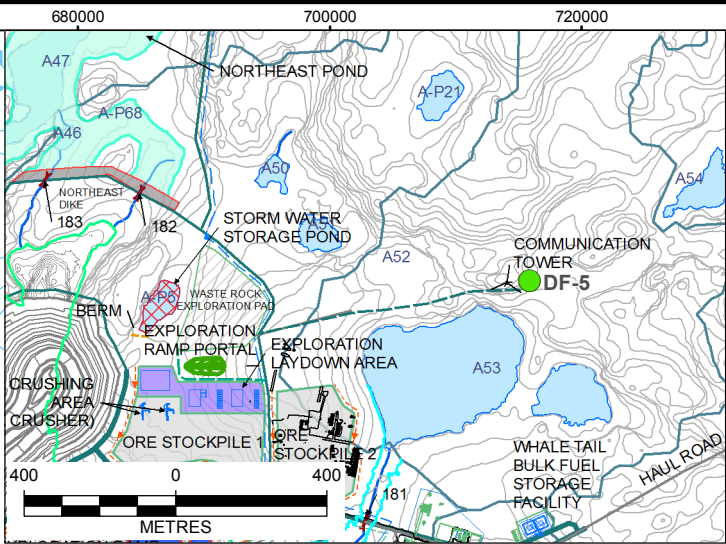 680000
700000
720000
A47
NORTHEAST POND
A-P68
A-P21
A46
A50
A54
NORTHEAST
DIKE
183
182
STORM WATER
STORAGE POND
A52
COMMUNICATION
TOWER
DF-5
A-P5
WASTE ROCK
EXPLORATION PAD
BERM
EXPLORATION
RAMP PORTAL
EXPLORATION
LAYDOWN AREA
A53
CRUSHING
AREA
CRUSHER)
ORE STOCKPILE 1
ORE
STOCKPILE 2
WHALE TAIL
BULK FUEL
STORAGE
FACILITY
HAUL ROAD
181
400
0
400
METRES